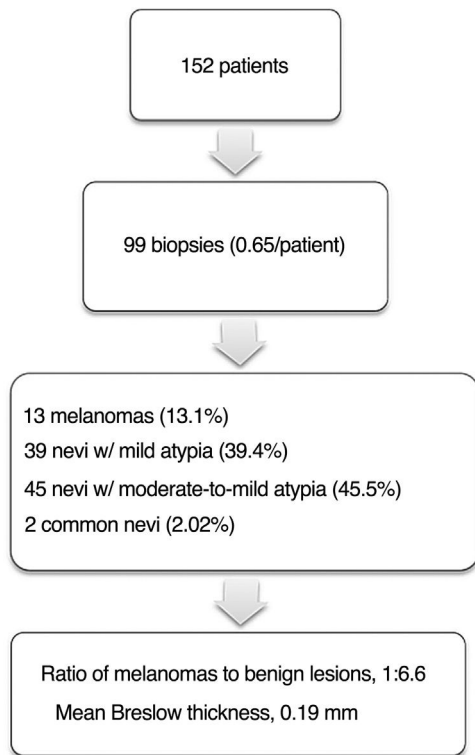 152 patients
99 biopsies (0.65/patient)
13 melanomas (13.1%)
39 nevi w/ mild atypia (39.4%)
45 nevi w/ moderate-to-mild atypia (45.5%)
2 common nevi (2.02%)
Ratio of melanomas to benign lesions, 1:6.6
Mean Breslow thickness, 0.19 mm